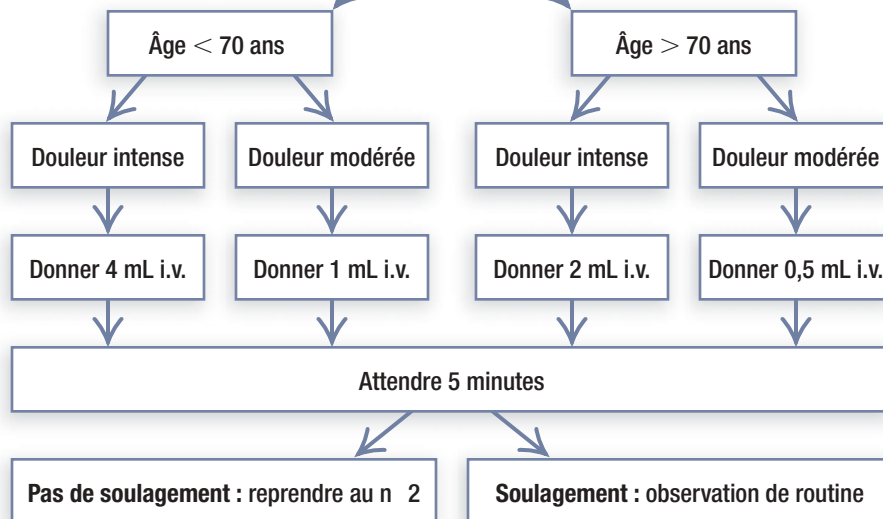 Âge < 70 ans
Âge > 70 ans
Douleur intense
Douleur modérée
Douleur intense
Douleur modérée
Donner 4 mL i.v.
Donner 1 mL i.v.
Donner 2 mL i.v.
Donner 0,5 mL i.v.
Attendre 5 minutes
Pas de soulagement : reprendre au n 2
Soulagement : observation de routine